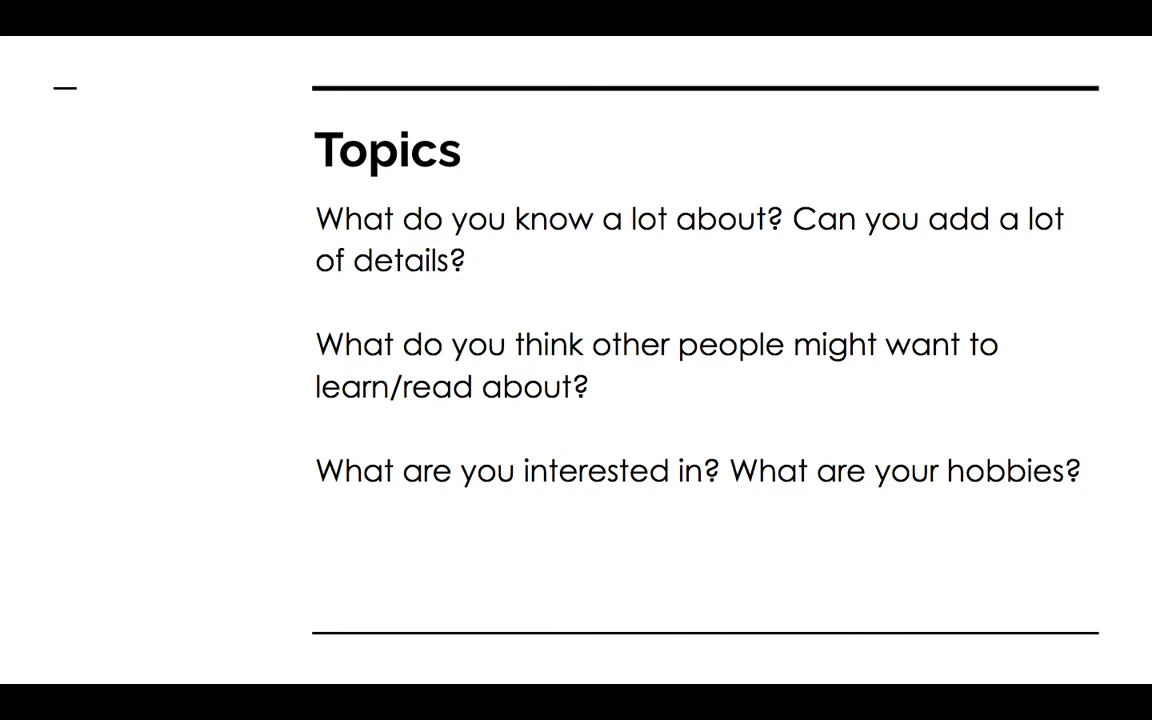 Topics
What do you know a lot about? Can you add a lot
of details?
What do you think other people might want to
learn/read about?
What are you interested in? What are your hobbies?